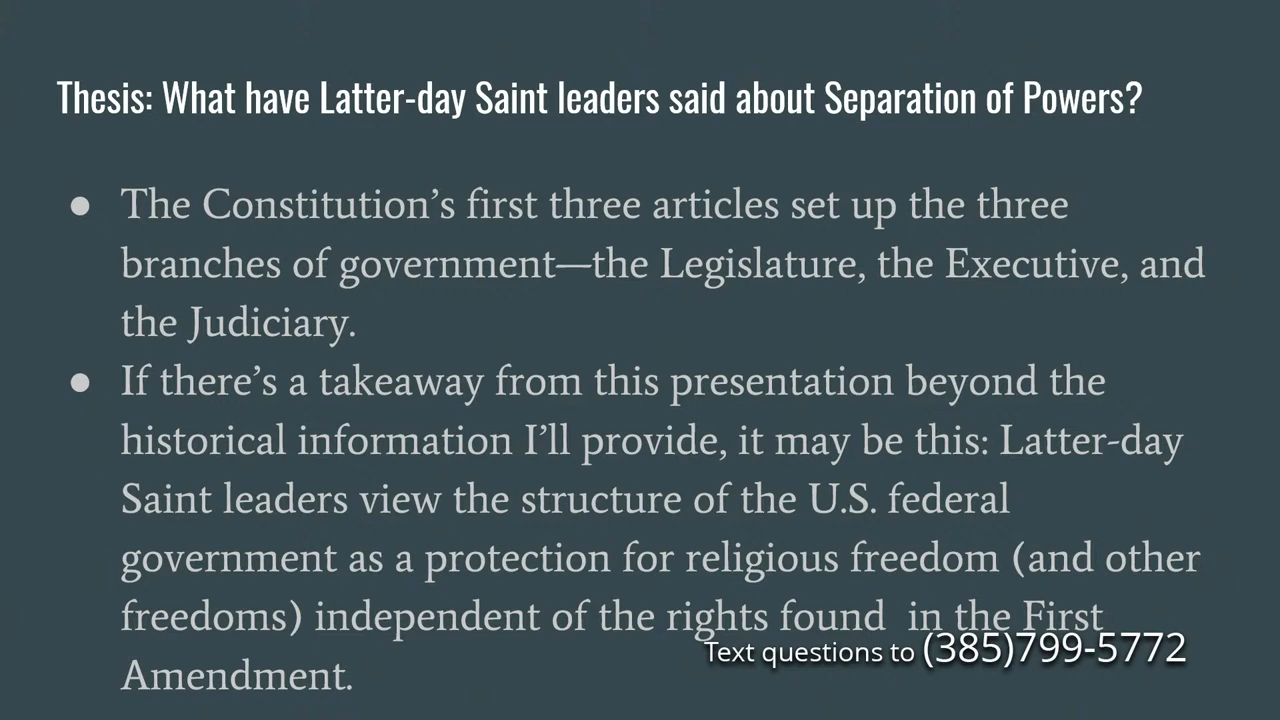 Thesis: What have Latter-day Saint leaders said about Separation of Powers?
● The Constitution’s first three articles set up the three
branches of government—the Legislature, the Executive, and
the Judiciary.
● If there’s a takeaway from this presentation beyond the
historical information I’ll provide, it may be this: Latter-day
Saint leaders view the structure of the U.S. federal
government as a protection for religious freedom (and other
freedoms) independent of the rights found  in the First
Amendment.
Text questions to (385)799-5772